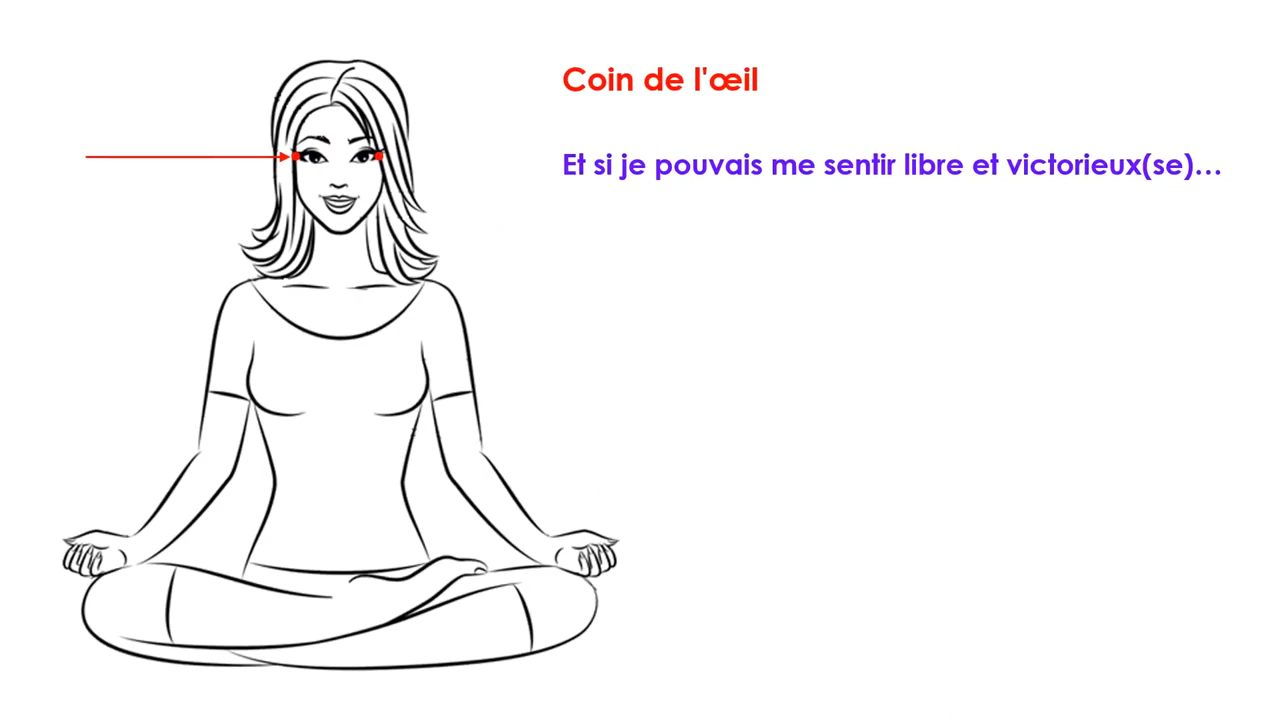 Coin de l'œil
Et si je pouvais me sentir libre et victorieux(se)...